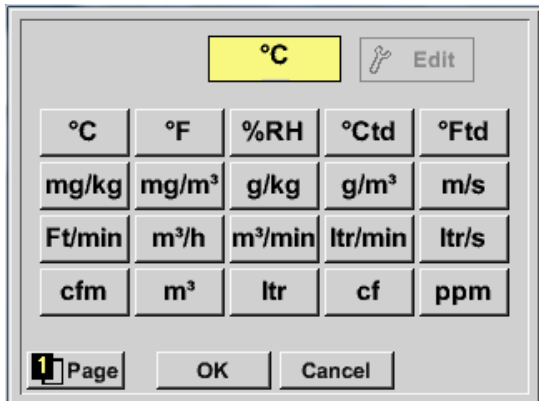 °C Edit
°C °F %RH °Ctd °Ftd
mg/kg mg/m³ g/kg g/m³ m/s
Ft/min m³/h m³/min ltr/min ltr/s
cfm m³ ltr cf ppm
1 Page OK Cancel